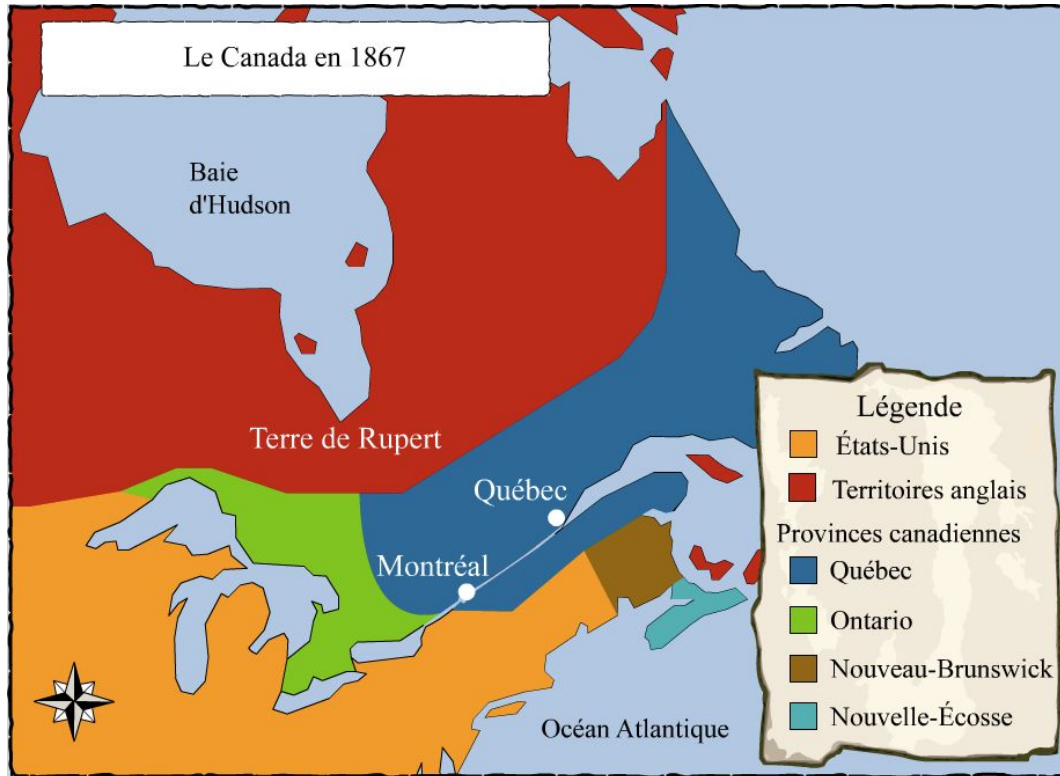 Le Canada en 1867
Baie
d'Hudson
Terre de Rupert
Québec
Montréal
Océan Atlantique
Légende
États-Unis
Territoires anglais
Provinces canadiennes
Québec
Ontario
Nouveau-Brunswick
Nouvelle-Écosse